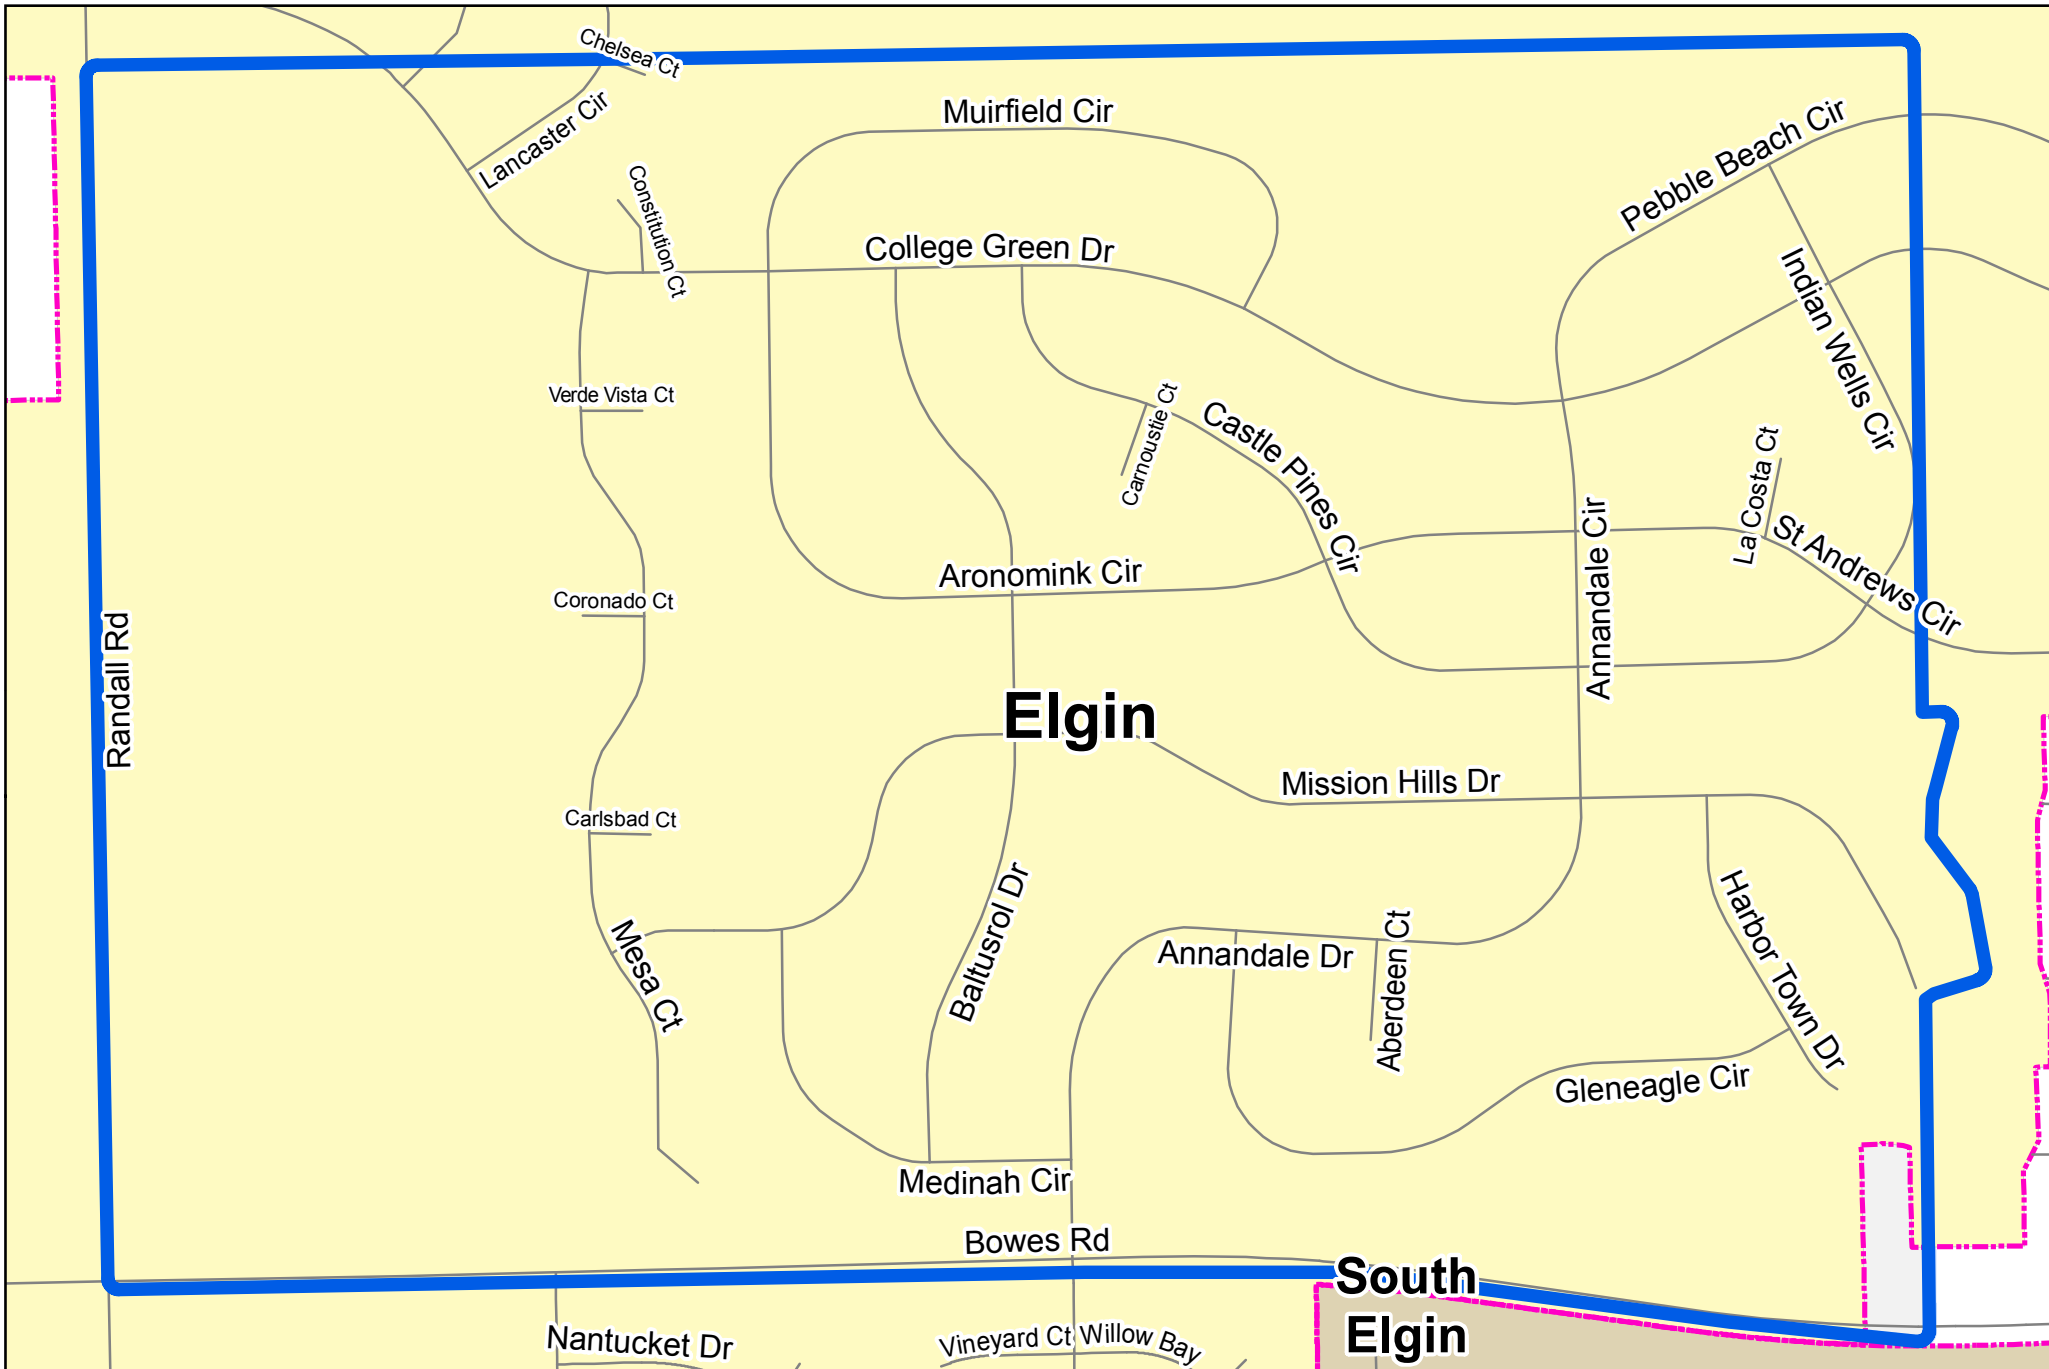 Chelsea Ct
Lancaster Cir
Muirfield Cir
Pebble Beach Cir
Constitution Ct
College Green Dr
Indian Wells Cir
Verde Vista Ct
Carnoustie Ct
Castle Pines Cir
La Costa Ct
St Andrews Cir
Annandale Cir
Aronomink Cir
Coronado Ct
Randall Rd
Elgin
Mission Hills Dr
Carlsbad Ct
Baltusrol Dr
Harbor Town Dr
Mesa Ct
Annandale Dr
Aberdeen Ct
Gleneagle Cir
Medinah Cir
Bowes Rd
South
Elgin
Nantucket Dr
Vineyard Ct
Willow Bay